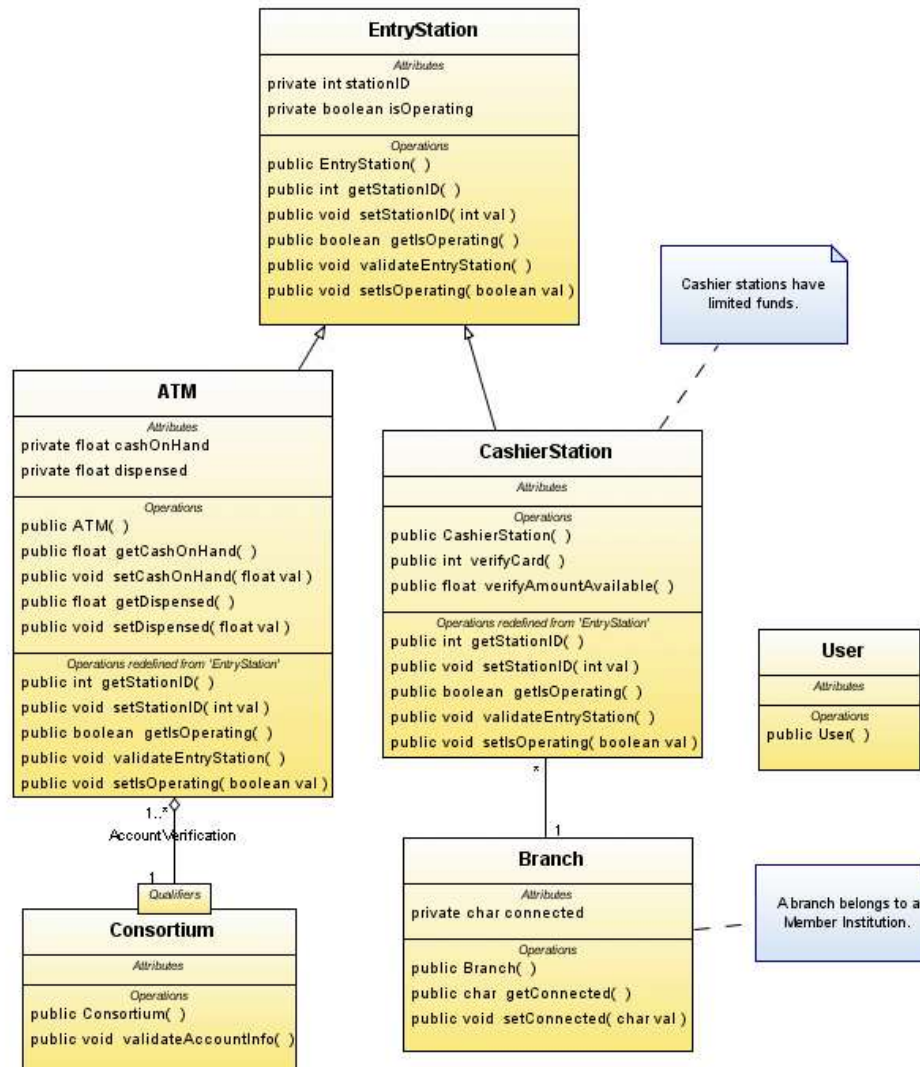 EntryStation
Attributes
private int stationID
private boolean isOperating
Operations
public EntryStation( )
public int getStationID( )
public void setStationID( int val )
public boolean getIsOperating( )
public void validateEntryStation( )
public void setIsOperating( boolean val )
Cashier stations have
limited funds.
ATM
Attributes
private float cashOnHand
private float dispensed
Operations
public ATM( )
public float getCashOnHand( )
public void setCashOnHand( float val )
public float getDispensed( )
public void setDispensed( float val )
Operations redefined from 'EntryStation'
public int getStationID( )
public void setStationID( int val )
public boolean getIsOperating( )
public void validateEntryStation( )
public void setIsOperating( boolean val )
CashierStation
Attributes
Operations
public CashierStation( )
public int verifyCard( )
public float verifyAmountAvailable( )
Operations redefined from 'EntryStation'
public int getStationID( )
public void setStationID( int val )
public boolean getIsOperating( )
public void validateEntryStation( )
public void setIsOperating( boolean val )
User
Attributes
Operations
public User( )
1..*
AccountVerification
1
Qualifiers
Consortium
Attributes
Operations
public Consortium( )
public void validateAccountInfo( )
*
1
Branch
Attributes
private char connected
Operations
public Branch( )
public char getConnected( )
public void setConnected( char val )
A branch belongs to a
Member Institution.